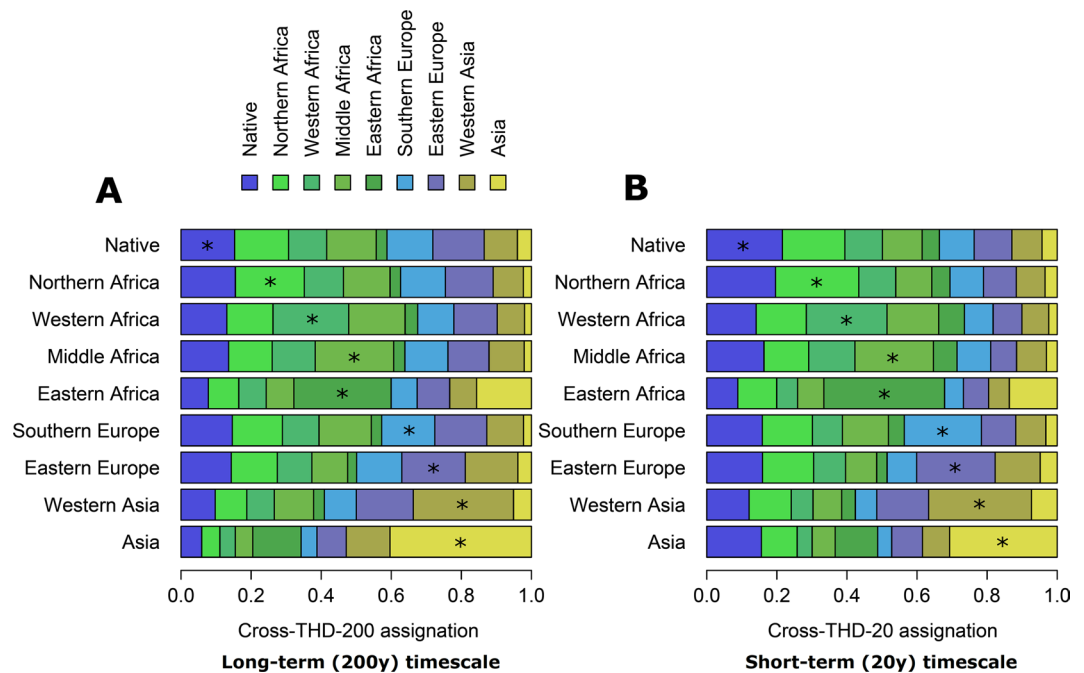 Native
Northern Africa
Western Africa
Middle Africa
Eastern Africa
Southern Europe
Eastern Europe
Western Asia
Asia
A
Native
*
Northern Africa
*
Western Africa
*
Middle Africa
*
Eastern Africa
*
Southern Europe
*
Eastern Europe
*
Western Asia
*
Asia
*
0.0 0.2 0.4 0.6 0.8 1.0
Cross-THD-200 assignation
Long-term (200y) timescale
B
Native
*
Northern Africa
*
Western Africa
*
Middle Africa
*
Eastern Africa
*
Southern Europe
*
Eastern Europe
*
Western Asia
*
Asia
*
0.0 0.2 0.4 0.6 0.8 1.0
Cross-THD-20 assignation
Short-term (20y) timescale